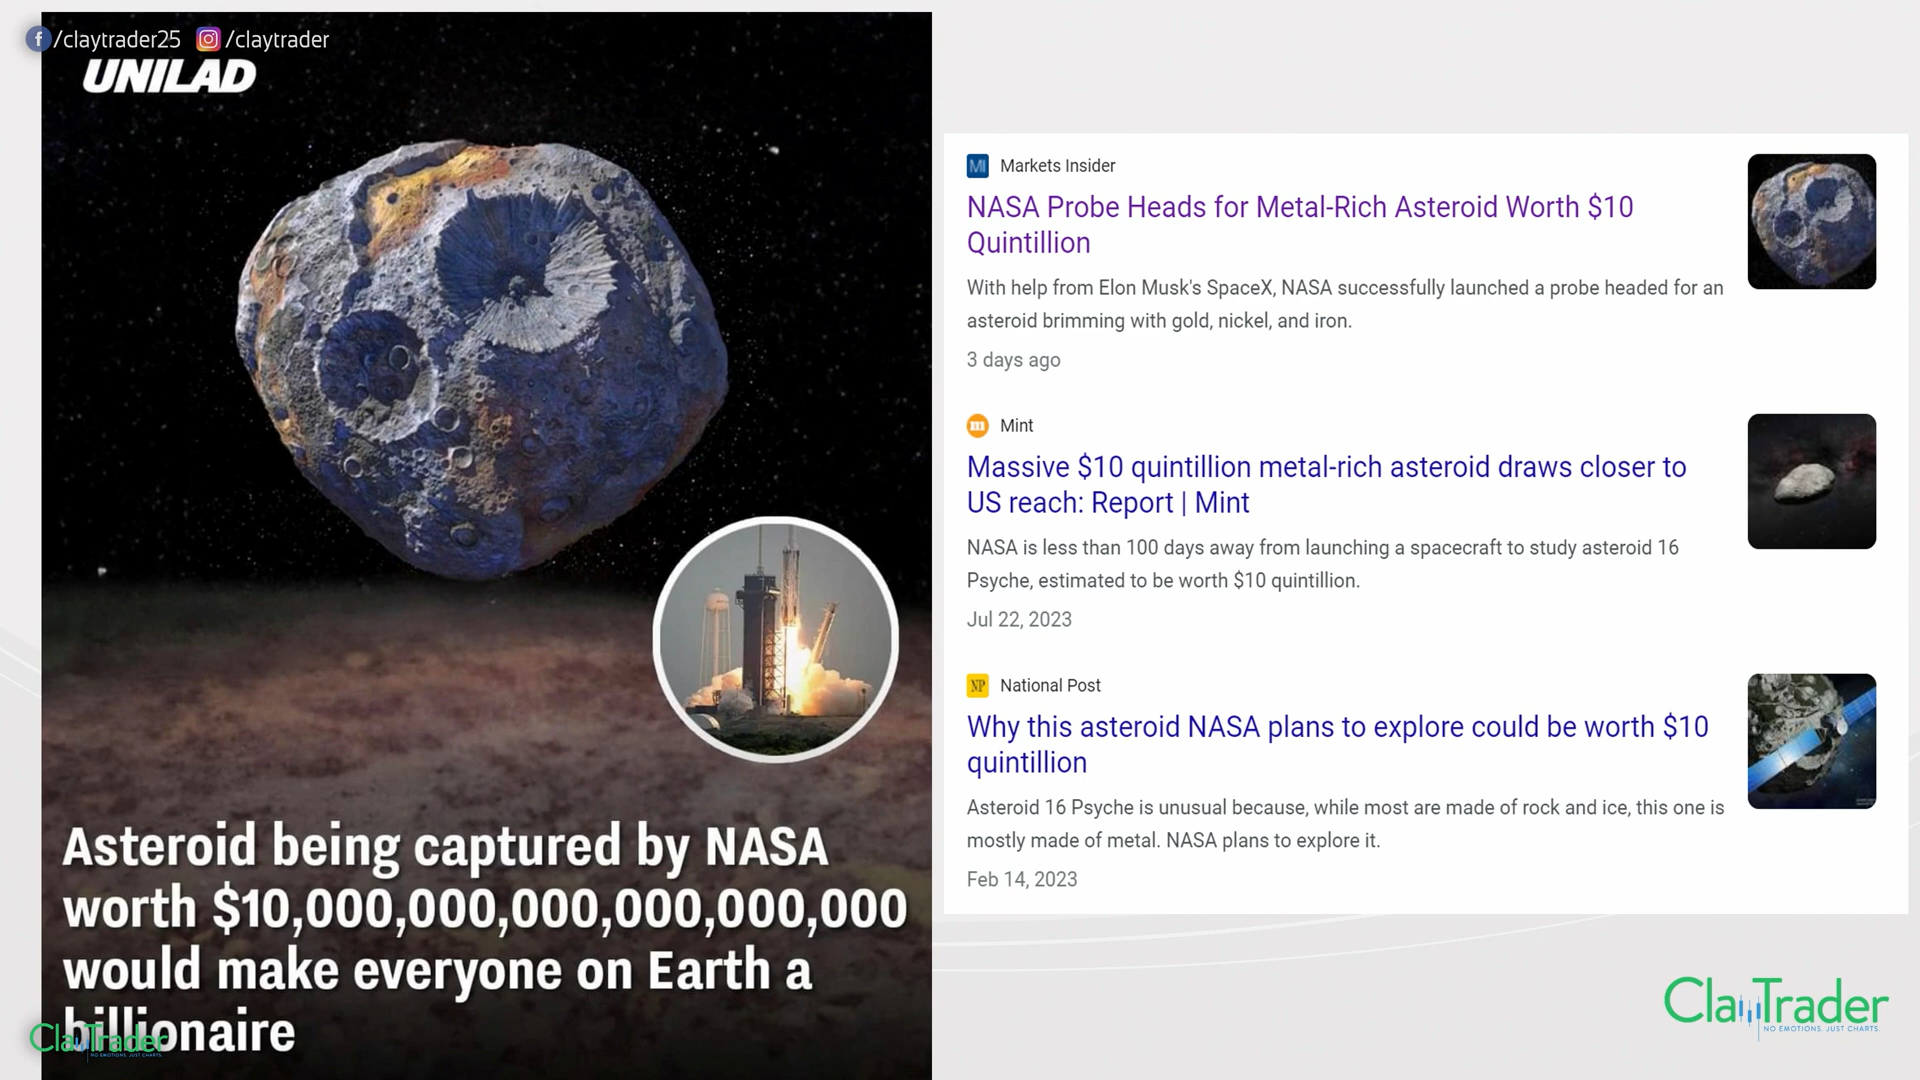 /claytrader25 /claytrader
UNILAD
Asteroid being captured by NASA
worth $10,000,000,000,000,000,000
would make everyone on Earth a
billionaire
ClayTrader
NO EMOTIONS. JUST CHARTS.
Markets Insider
NASA Probe Heads for Metal-Rich Asteroid Worth $10
Quintillion
With help from Elon Musk's SpaceX, NASA successfully launched a probe headed for an
asteroid brimming with gold, nickel, and iron.
3 days ago
Mint
Massive $10 quintillion metal-rich asteroid draws closer to
US reach: Report | Mint
NASA is less than 100 days away from launching a spacecraft to study asteroid 16
Psyche, estimated to be worth $10 quintillion.
Jul 22, 2023
NP National Post
Why this asteroid NASA plans to explore could be worth $10
quintillion
Asteroid 16 Psyche is unusual because, while most are made of rock and ice, this one is
mostly made of metal. NASA plans to explore it.
Feb 14, 2023
ClayTrader
NO EMOTIONS. JUST CHARTS.